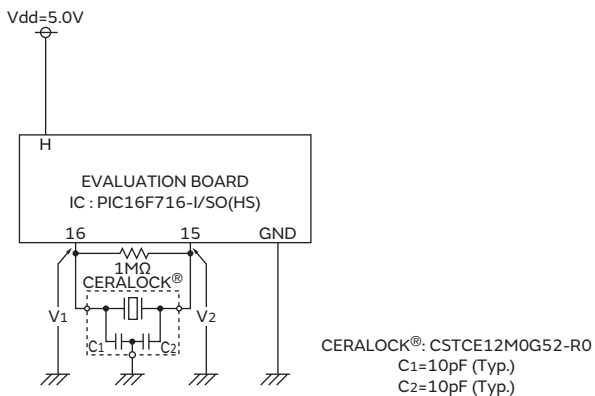 Vdd=5.0V
H
EVALUATION BOARD
IC : PIC16F716-I/SO(HS)
16 15 GND
1MΩ
CERALOCK®
V1 V2
C1 C2
CERALOCK®: CSTCE12M0G52-R0
C1=10pF (Typ.)
C2=10pF (Typ.)